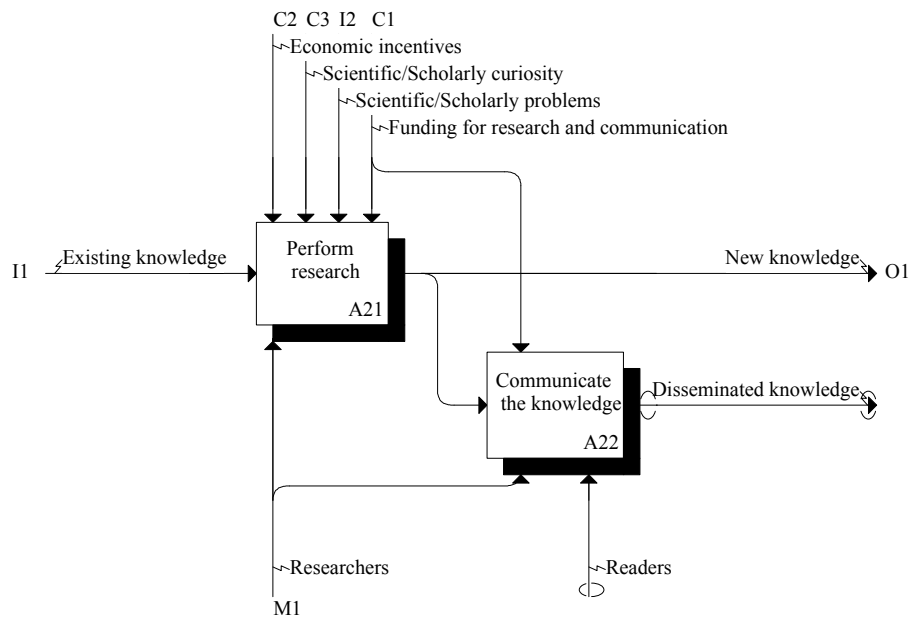 C2 C3 I2 C1
Economic incentives
Scientific/Scholarly curiosity
Scientific/Scholarly problems
Funding for research and communication
Perform
research
A21
I1
Existing knowledge
New knowledge
O1
Communicate
the knowledge
A22
Disseminated knowledge
Researchers
Readers
M1